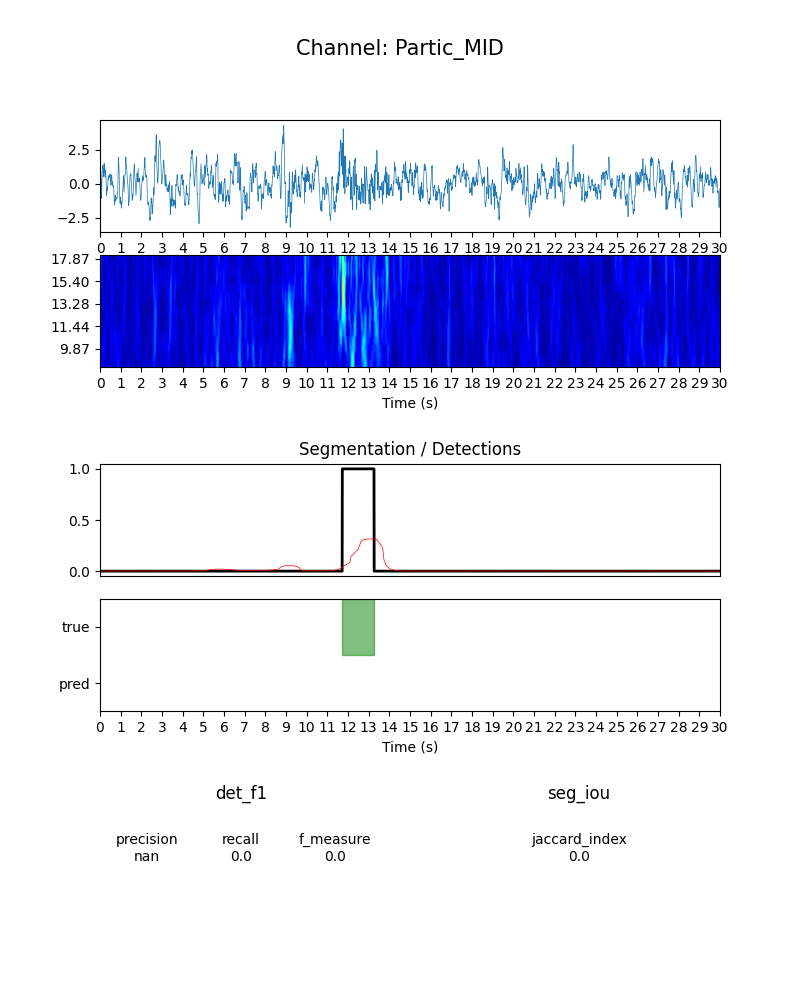 Channel: Partic_MID
2.5
0.0
−2.5
0 1 2 3 4 5 6 7 8 9 10 11 12 13 14 15 16 17 18 19 20 21 22 23 24 25 26 27 28 29 30
17.87
15.40
13.28
11.44
9.87
0 1 2 3 4 5 6 7 8 9 10 11 12 13 14 15 16 17 18 19 20 21 22 23 24 25 26 27 28 29 30
Time (s)
Segmentation / Detections
1.0
0.5
0.0
true
pred
0 1 2 3 4 5 6 7 8 9 10 11 12 13 14 15 16 17 18 19 20 21 22 23 24 25 26 27 28 29 30
Time (s)
det_f1 seg_iou
precision recall f_measure jaccard_index
nan 0.0 0.0 0.0